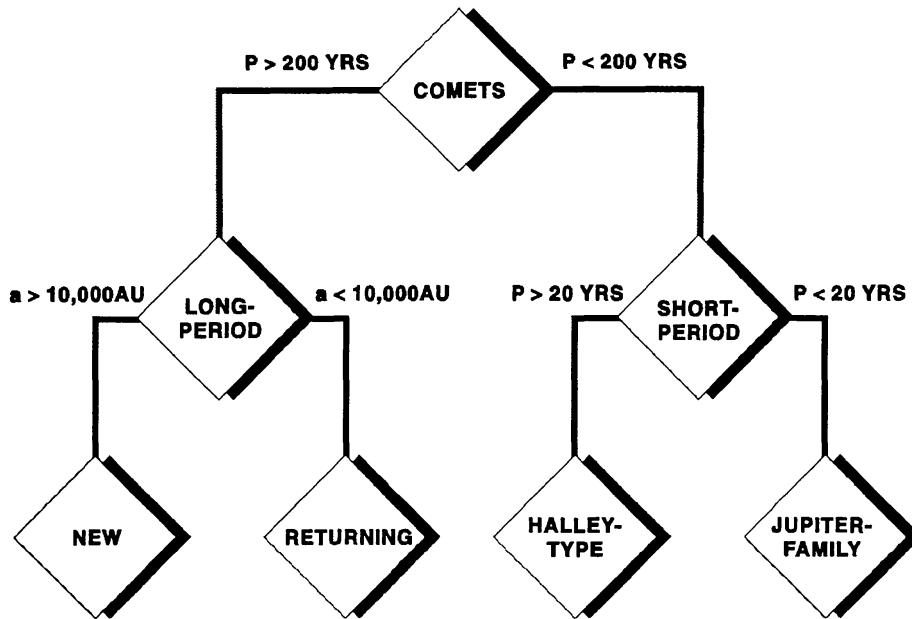 P > 200 YRS
P < 200 YRS
COMETS
a > 10,000AU
LONG-
PERIOD
a < 10,000AU
P > 20 YRS
SHORT-
PERIOD
P < 20 YRS
NEW
RETURNING
HALLEY-
TYPE
JUPITER-
FAMILY